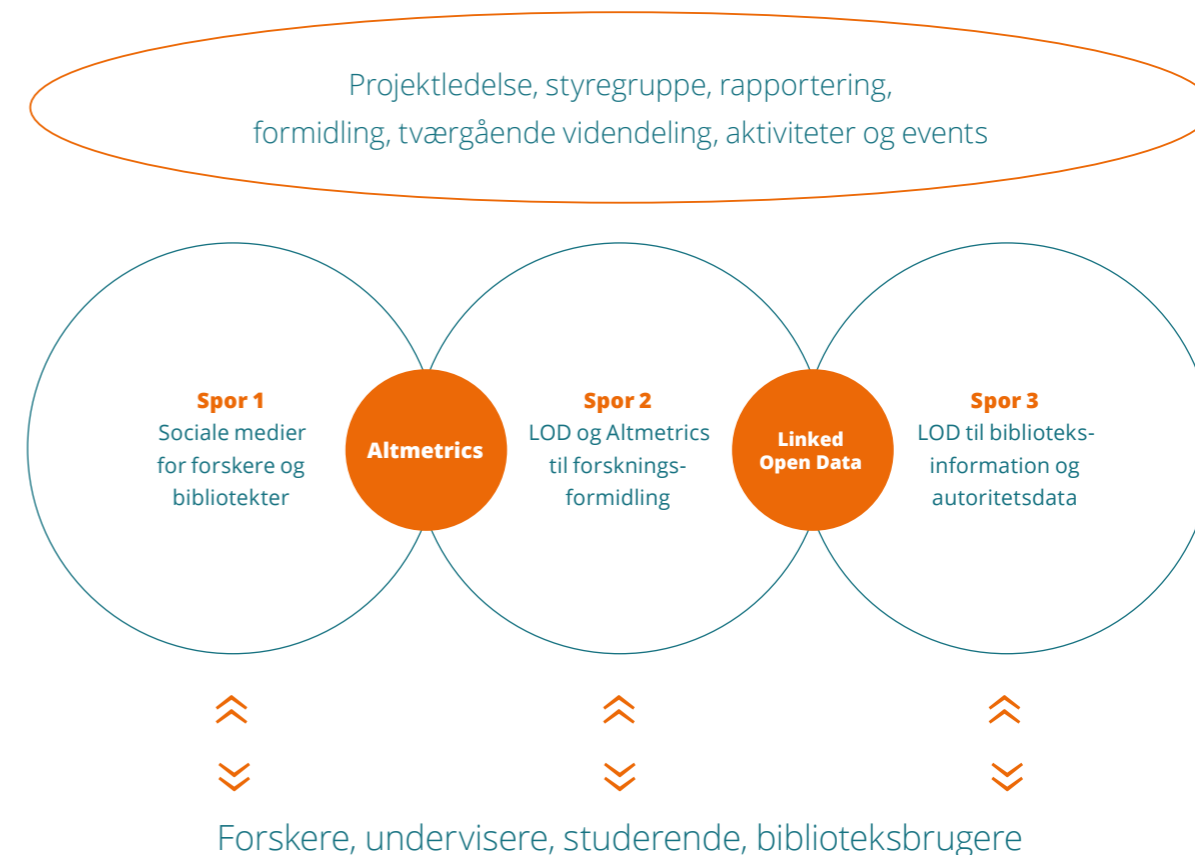 Projektledelse, styregruppe, rapportering,
formidling, tværgående videndeling, aktiviteter og events
Spor 1
Sociale medier
for forskere og
bibliotekter
Altmetrics
Spor 2
LOD og Altmetrics
til forsknings-
formidling
Linked
Open Data
Spor 3
LOD til biblioteks-
information og
autoritetsdata
Forskere, undervisere, studerende, biblioteksbrugere